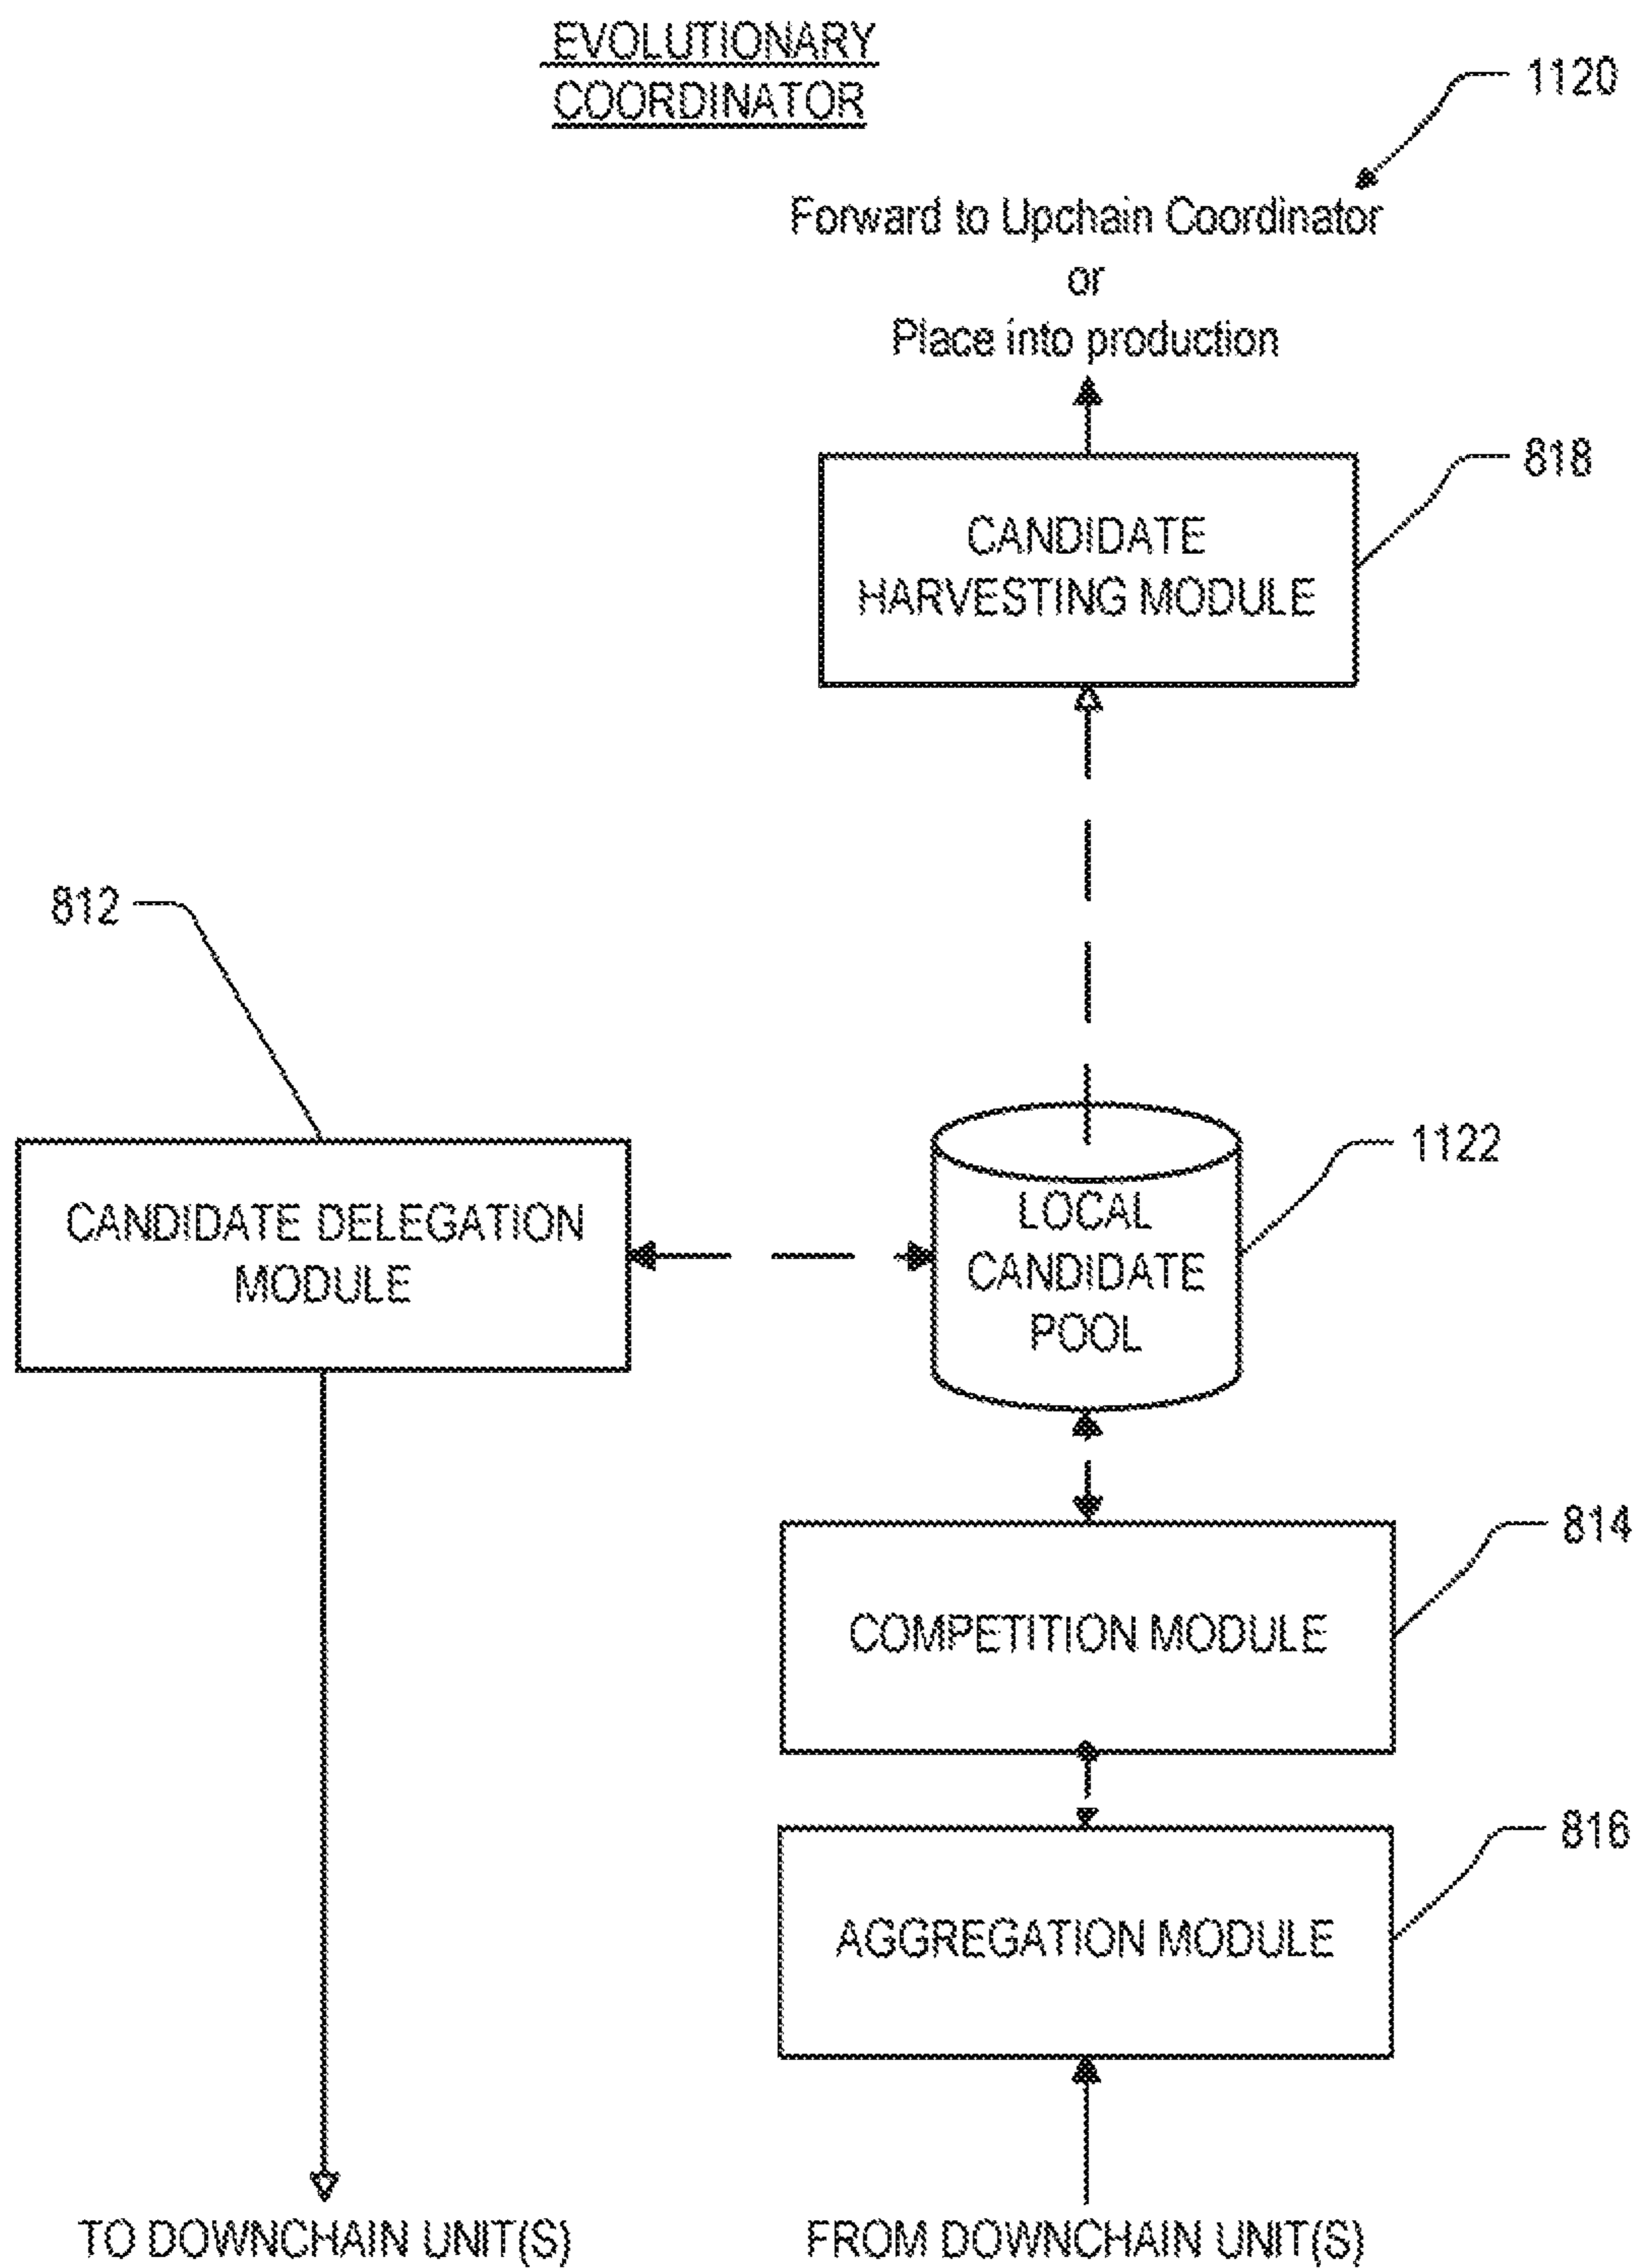 EVOLUTIONARY
COORDINATOR
1120
Forward to Upchain Coordinator
or
Place into production
818
CANDIDATE
HARVESTING MODULE
812
CANDIDATE DELEGATION
MODULE
1122
LOCAL
CANDIDATE
POOL
814
COMPETITION MODULE
816
AGGREGATION MODULE
TO DOWNCHAIN UNIT(S)
FROM DOWNCHAIN UNIT(S)